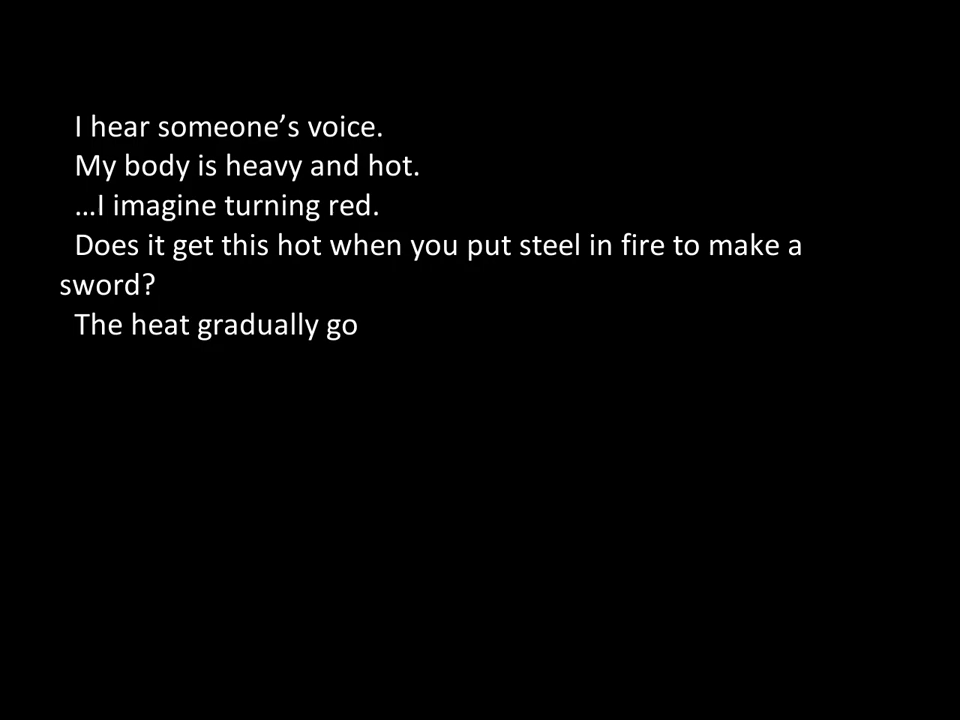 I hear someone’s voice.
My body is heavy and hot.
…I imagine turning red.
Does it get this hot when you put steel in fire to make a
sword?
The heat gradually go